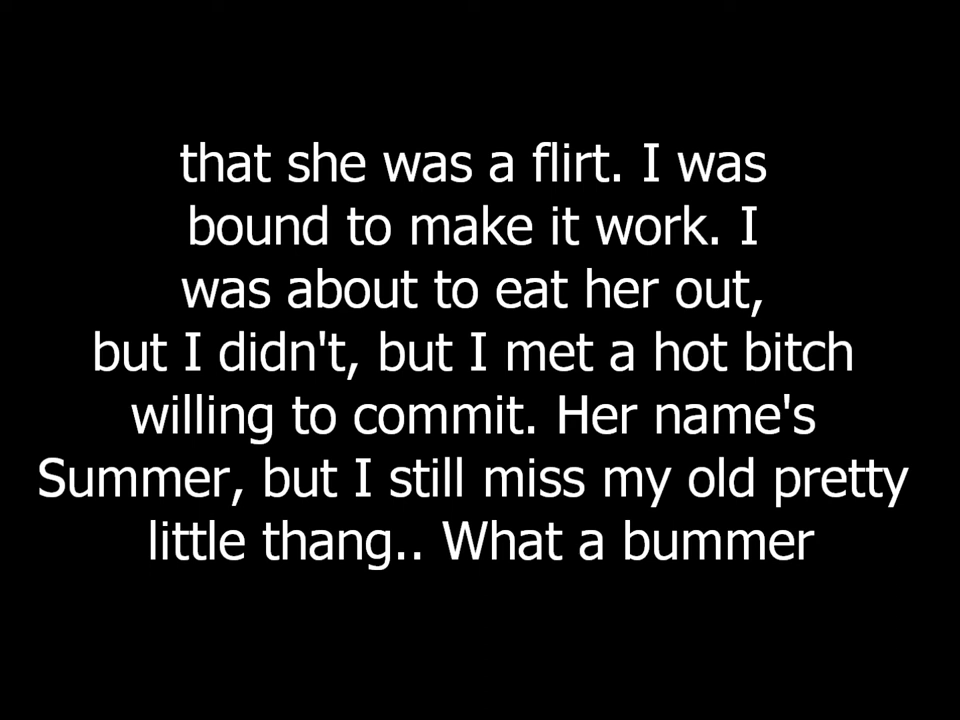 that she was a flirt. I was
bound to make it work. I
was about to eat her out,
but I didn't, but I met a hot bitch
willing to commit. Her name's
Summer, but I still miss my old pretty
little thang.. What a bummer